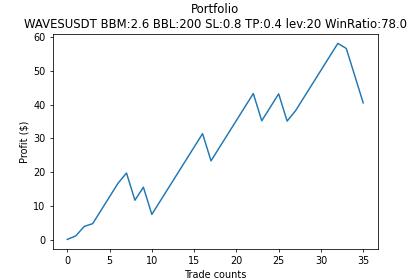 Portfolio
WAVESUSDT BBM:2.6 BBL:200 SL:0.8 TP:0.4 lev:20 WinRatio:78.0
60
50
40
30
20
10
0
Profit ($)
0 5 10 15 20 25 30 35
Trade counts